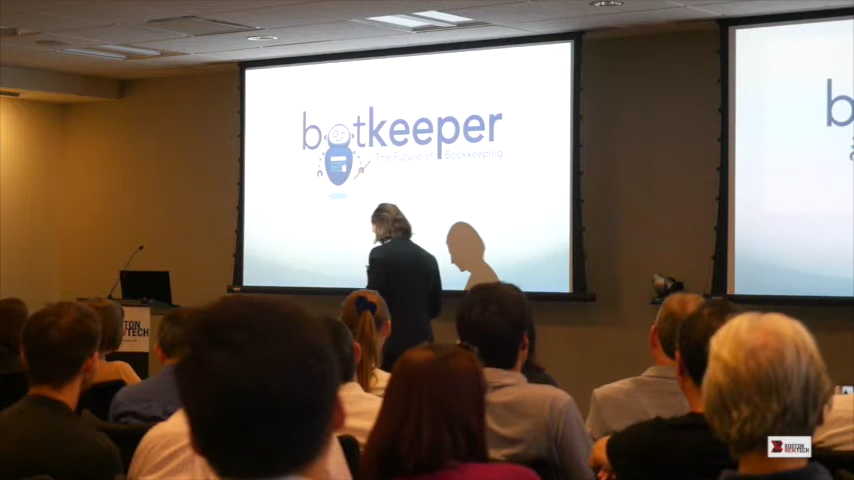 botkeeper
The Future of Bookkeeping
b
BOSTON
NEWTECH